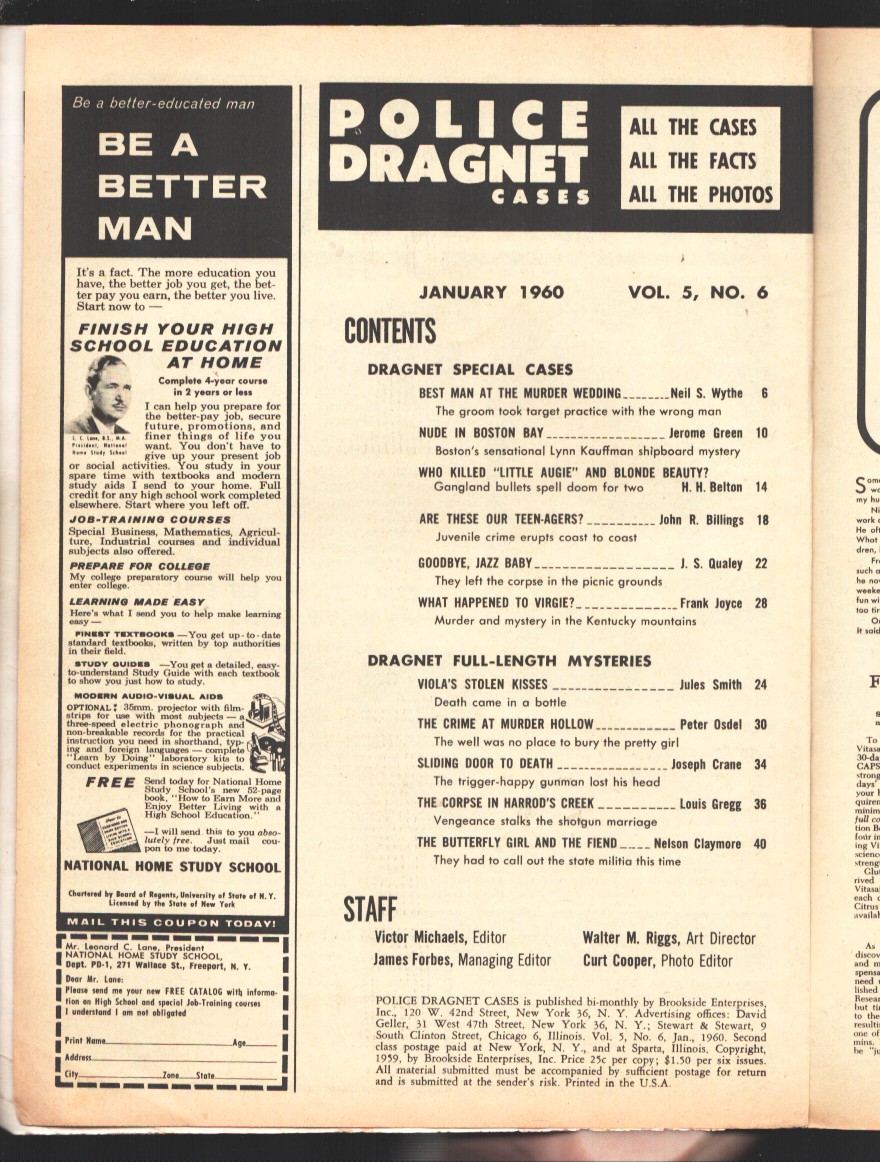 Be a better-educated man
BE A
BETTER
MAN
It's a fact. The more education you
have, the better job you get, the bet-
ter pay you earn, the better you live.
Start now to —
FINISH YOUR HIGH
SCHOOL EDUCATION
AT HOME
Complete 4-year course
in 2 years or less
L. C. Lane, B.S., M.A.
President, National
Home Study School
I can help you prepare for
the better-pay job, secure
future, promotions, and
finer things of life you
want. You don't have to
give up your present job
or social activities. You study in your
spare time with textbooks and modern
study aids I send to your home. Full
credit for any high school work completed
elsewhere. Start where you left off.
JOB-TRAINING COURSES
Special Business, Mathematics, Agricul-
ture, Industrial courses and individual
subjects also offered.
PREPARE FOR COLLEGE
My college preparatory course will help you
enter college.
LEARNING MADE EASY
Here's what I send you to help make learning
easy —
FINEST TEXTBOOKS —You get up-to-date
standard textbooks, written by top authorities
in their field.
STUDY GUIDES —You get a detailed, easy-
to-understand Study Guide with each textbook
to show you just how to study.
MODERN AUDIO-VISUAL AIDS
OPTIONAL: 35mm. projector with film-
strips for use with most subjects — a
three-speed electric phonograph and
non-breakable records for the practical
instruction you need in shorthand, typ-
ing and foreign languages — complete
"Learn by Doing" laboratory kits to
conduct experiments in science subjects.
FREE Send today for National Home
Study School's new 52-page
book, "How to Earn More and
Enjoy Better Living with a
High School Education."
—I will send this to you abso-
lutely free. Just mail cou-
pon to me today.
NATIONAL HOME STUDY SCHOOL
Chartered by Board of Regents, University of State of N. Y.
Licensed by the State of New York
MAIL THIS COUPON TODAY!
Mr. Leonard C. Lane, President
NATIONAL HOME STUDY SCHOOL,
Dept. PD-1, 271 Wallace St., Freeport, N. Y.
Dear Mr. Lane:
Please send me your new FREE CATALOG with informa-
tion on High School and special Job-Training courses
I understand I am not obligated
Print Name Age
Address
City Zone State
POLICE
DRAGNET
CASES
ALL THE CASES
ALL THE FACTS
ALL THE PHOTOS
JANUARY 1960 VOL. 5, NO. 6
CONTENTS
DRAGNET SPECIAL CASES
BEST MAN AT THE MURDER WEDDING Neil S. Wythe 6
The groom took target practice with the wrong man
NUDE IN BOSTON BAY Jerome Green 10
Boston's sensational Lynn Kauffman shipboard mystery
WHO KILLED "LITTLE AUGIE" AND BLONDE BEAUTY?
Gangland bullets spell doom for two H. H. Belton 14
ARE THESE OUR TEEN-AGERS? John R. Billings 18
Juvenile crime erupts coast to coast
GOODBYE, JAZZ BABY J. S. Qualey 22
They left the corpse in the picnic grounds
WHAT HAPPENED TO VIRGIE? Frank Joyce 28
Murder and mystery in the Kentucky mountains
DRAGNET FULL-LENGTH MYSTERIES
VIOLA'S STOLEN KISSES Jules Smith 24
Death came in a bottle
THE CRIME AT MURDER HOLLOW Peter Osdel 30
The well was no place to bury the pretty girl
SLIDING DOOR TO DEATH Joseph Crane 34
The trigger-happy gunman lost his head
THE CORPSE IN HARROD'S CREEK Louis Gregg 36
Vengeance stalks the shotgun marriage
THE BUTTERFLY GIRL AND THE FIEND Nelson Claymore 40
They had to call out the state militia this time
STAFF
Victor Michaels, Editor Walter M. Riggs, Art Director
James Forbes, Managing Editor Curt Cooper, Photo Editor
POLICE DRAGNET CASES is published bi-monthly by Brookside Enterprises,
Inc., 120 W. 42nd Street, New York 36, N. Y. Advertising offices: David
Geller, 31 West 47th Street, New York 36, N. Y.; Stewart & Stewart, 9
South Clinton Street, Chicago 6, Illinois. Vol. 5, No. 6, Jan., 1960. Second
class postage paid at New York, N. Y., and at Sparta, Illinois. Copyright,
1959, by Brookside Enterprises, Inc. Price 25c per copy; $1.50 per six issues.
All material submitted must be accompanied by sufficient postage for return
and is submitted at the sender's risk. Printed in the U.S.A.